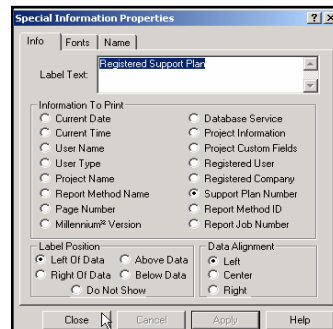 Special Information Properties
Info Fonts Name
Label Text: Registered Support Plan
Information To Print
Current Date Database Service
Current Time Project Information
User Name Project Custom Fields
User Type Registered User
Project Name Registered Company
Report Method Name Support Plan Number
Page Number Report Method ID
Millennium³ Version Report Job Number
Label Position Data Alignment
Left Of Data Above Data Left
Right Of Data Below Data Center
Do Not Show Right
Close Cancel Apply Help